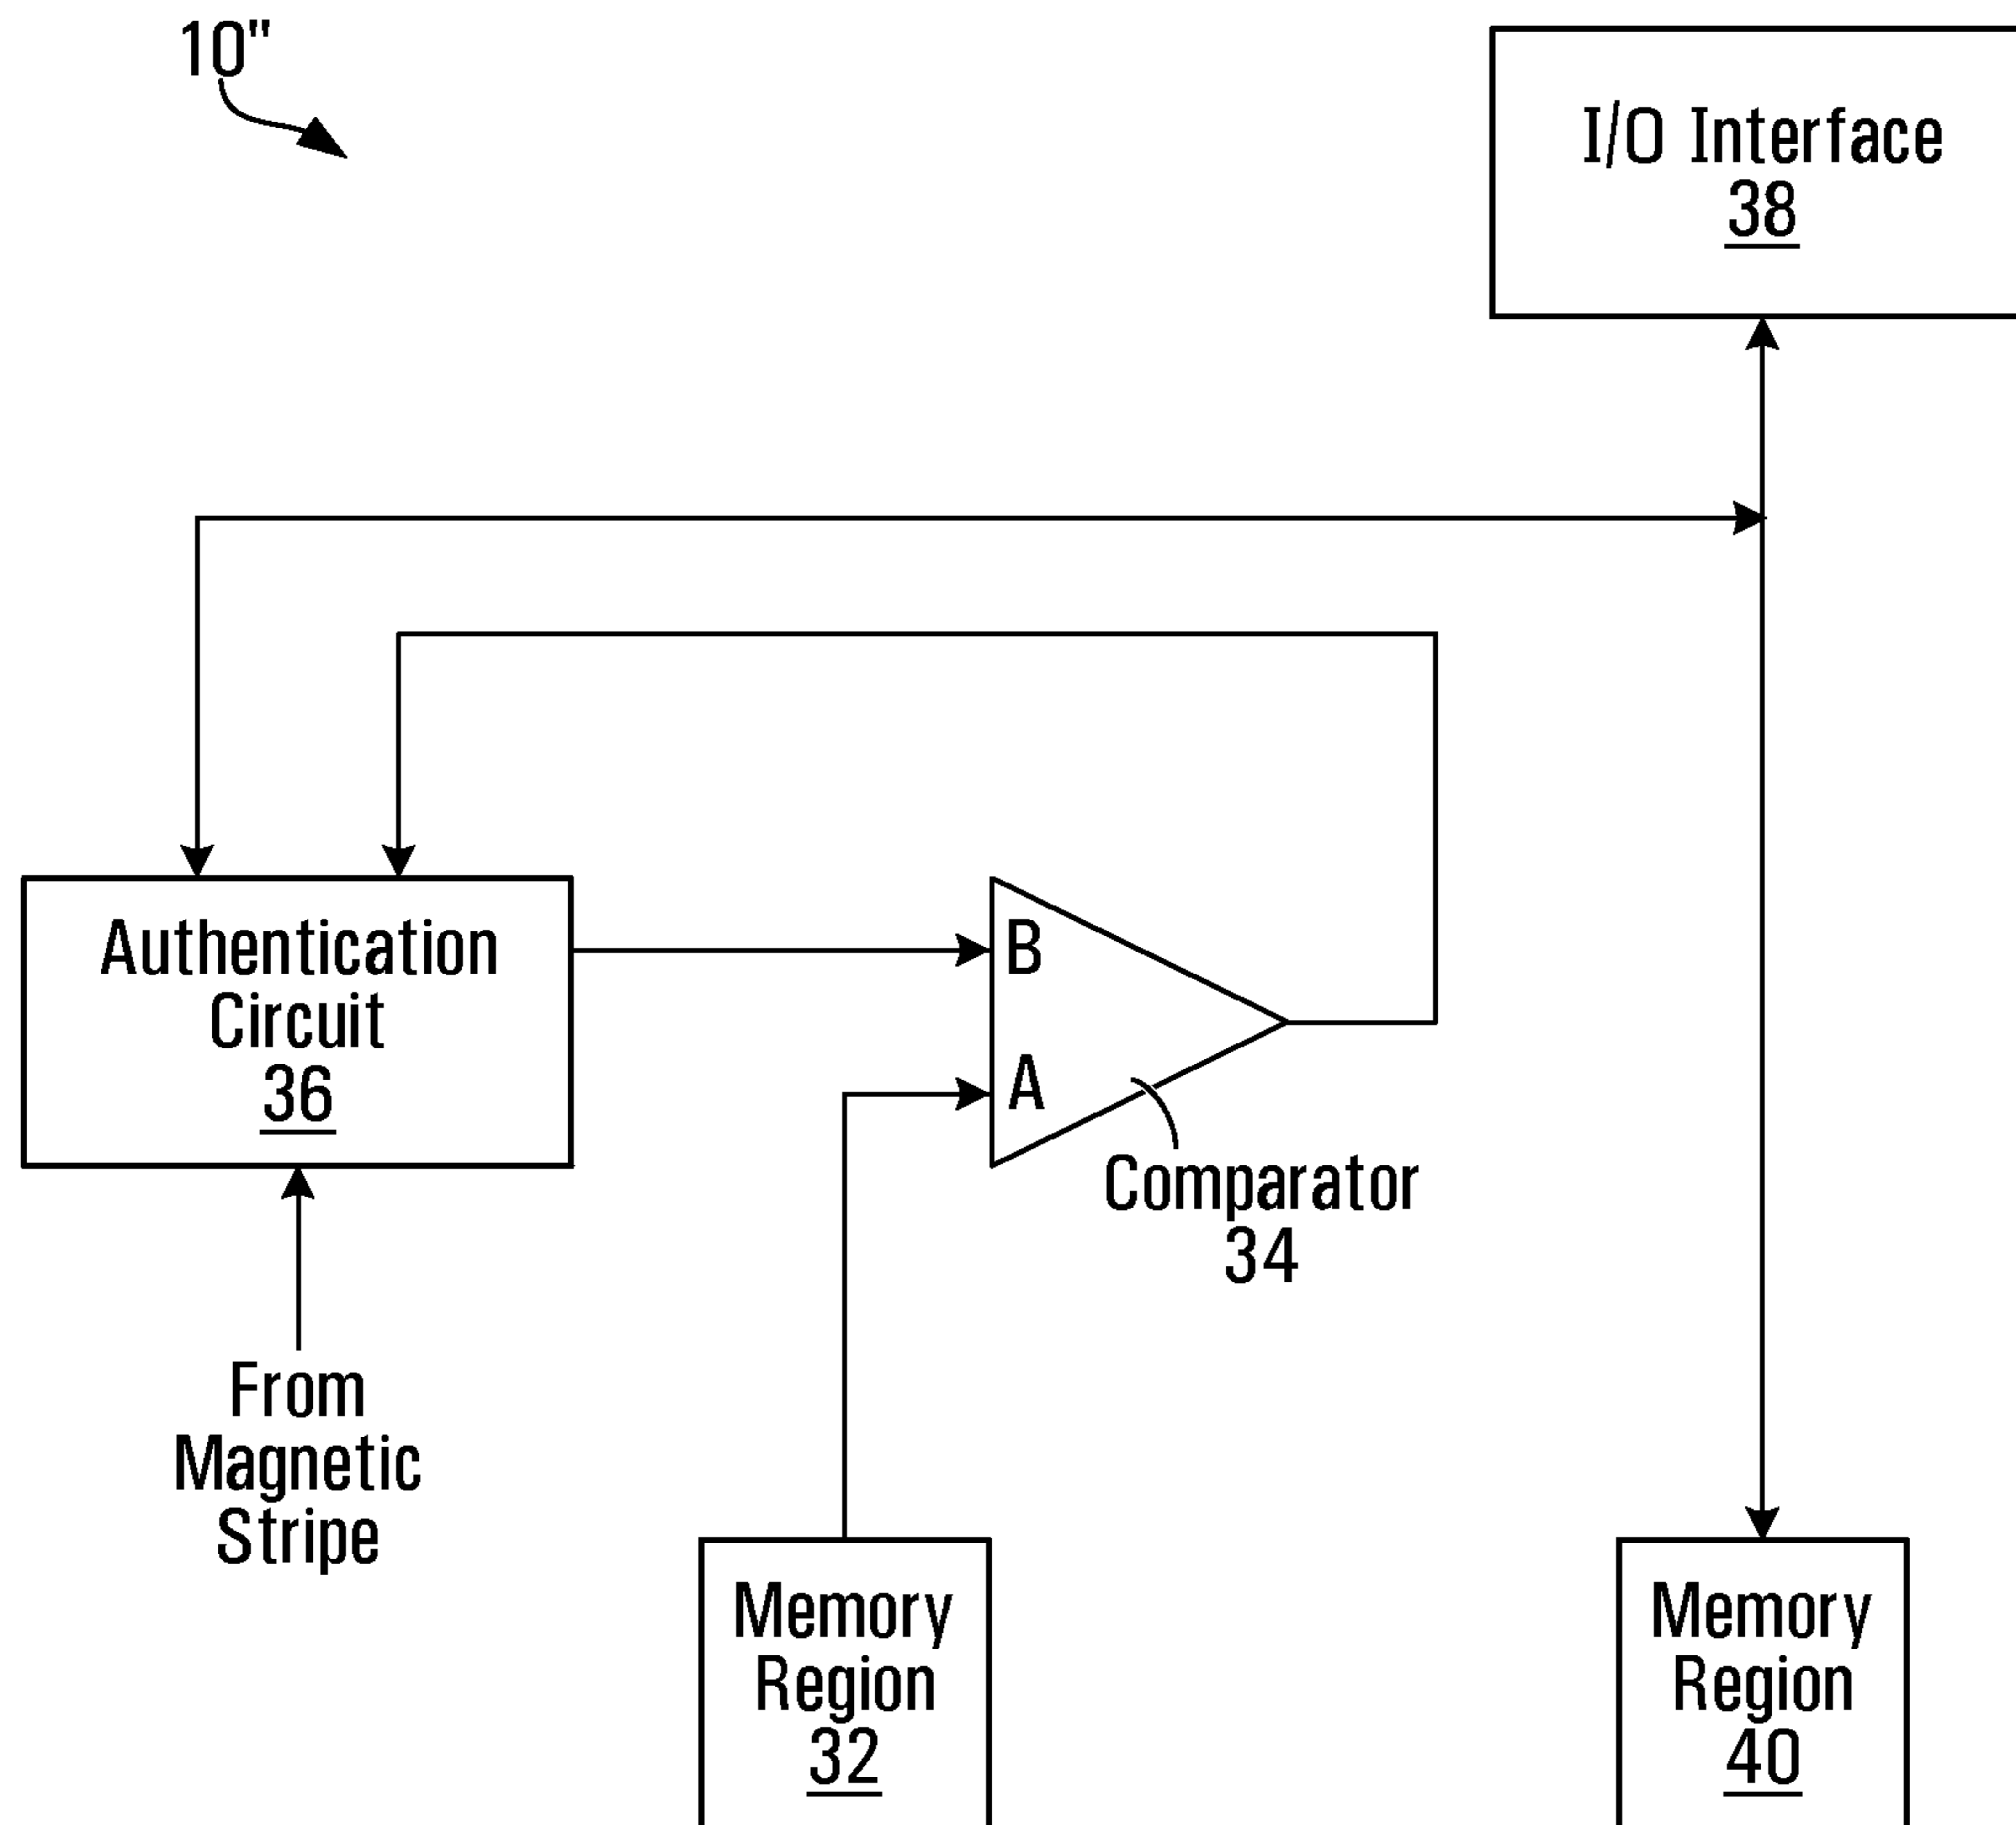 10"
I/O Interface
38
Authentication
Circuit
36
B
A
Comparator
34
From
Magnetic
Stripe
Memory
Region
32
Memory
Region
40